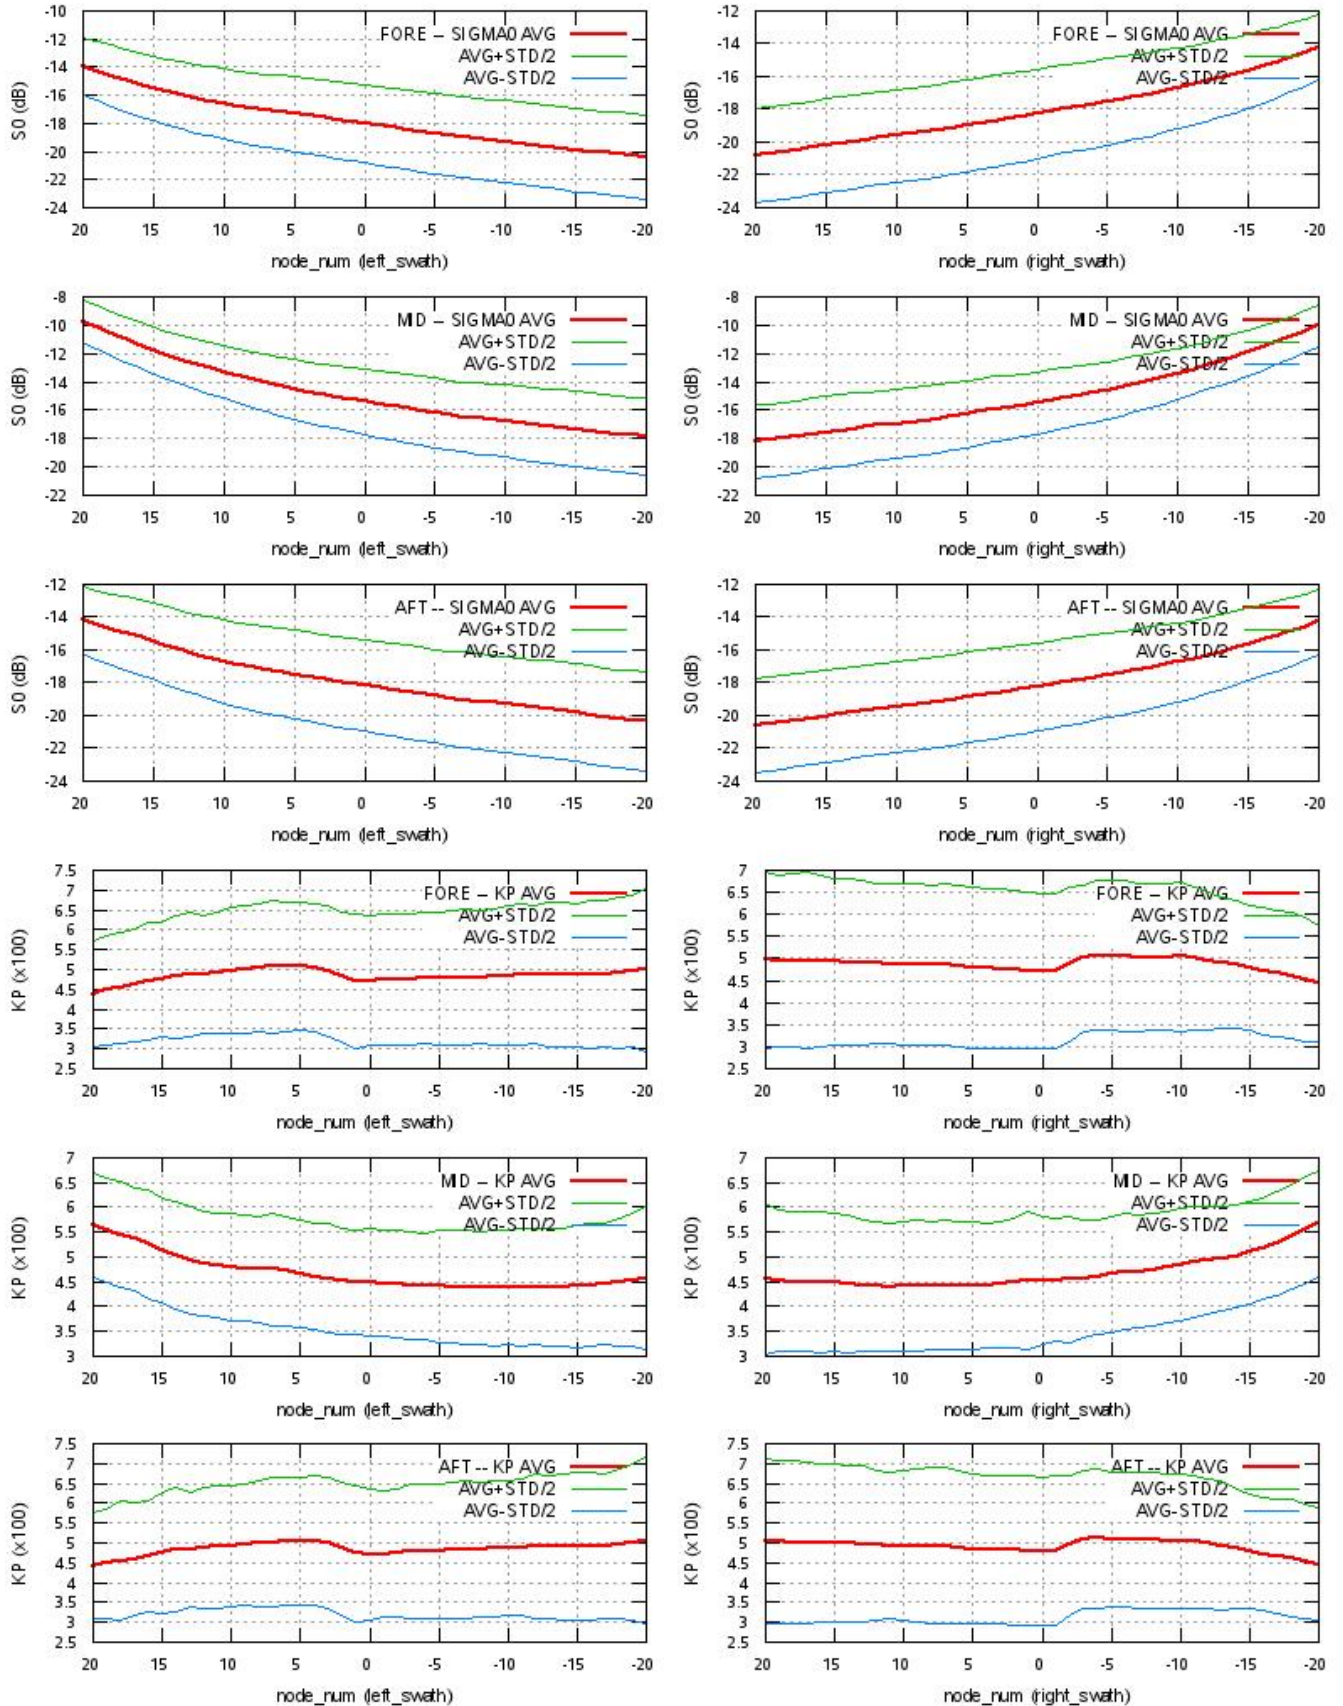 -10
-12
-14
-16
-18
-20
-22
-24
S0 (dB)
FORE -- SIGMA0 AVG
AVG+STD/2
AVG-STD/2
20 15 10 5 0 -5 -10 -15 -20
node_num (left_swath)
-12
-14
-16
-18
-20
-22
-24
S0 (dB)
FORE -- SIGMA0 AVG
AVG+STD/2
AVG-STD/2
20 15 10 5 0 -5 -10 -15 -20
node_num (right_swath)
-8
-10
-12
-14
-16
-18
-20
-22
S0 (dB)
MID -- SIGMA0 AVG
AVG+STD/2
AVG-STD/2
20 15 10 5 0 -5 -10 -15 -20
node_num (left_swath)
-8
-10
-12
-14
-16
-18
-20
-22
S0 (dB)
MID -- SIGMA0 AVG
AVG+STD/2
AVG-STD/2
20 15 10 5 0 -5 -10 -15 -20
node_num (right_swath)
-12
-14
-16
-18
-20
-22
-24
S0 (dB)
AFT -- SIGMA0 AVG
AVG+STD/2
AVG-STD/2
20 15 10 5 0 -5 -10 -15 -20
node_num (left_swath)
-12
-14
-16
-18
-20
-22
-24
S0 (dB)
AFT -- SIGMA0 AVG
AVG+STD/2
AVG-STD/2
20 15 10 5 0 -5 -10 -15 -20
node_num (right_swath)
7.5
7
6.5
6
5.5
5
4.5
4
3.5
3
2.5
KP (x100)
FORE -- KP AVG
AVG+STD/2
AVG-STD/2
20 15 10 5 0 -5 -10 -15 -20
node_num (left_swath)
7
6.5
6
5.5
5
4.5
4
3.5
3
2.5
KP (x100)
FORE -- KP AVG
AVG+STD/2
AVG-STD/2
20 15 10 5 0 -5 -10 -15 -20
node_num (right_swath)
7
6.5
6
5.5
5
4.5
4
3.5
3
KP (x100)
MID -- KP AVG
AVG+STD/2
AVG-STD/2
20 15 10 5 0 -5 -10 -15 -20
node_num (left_swath)
7
6.5
6
5.5
5
4.5
4
3.5
3
KP (x100)
MID -- KP AVG
AVG+STD/2
AVG-STD/2
20 15 10 5 0 -5 -10 -15 -20
node_num (right_swath)
7.5
7
6.5
6
5.5
5
4.5
4
3.5
3
2.5
KP (x100)
AFT -- KP AVG
AVG+STD/2
AVG-STD/2
20 15 10 5 0 -5 -10 -15 -20
node_num (left_swath)
7.5
7
6.5
6
5.5
5
4.5
4
3.5
3
2.5
KP (x100)
AFT -- KP AVG
AVG+STD/2
AVG-STD/2
20 15 10 5 0 -5 -10 -15 -20
node_num (right_swath)